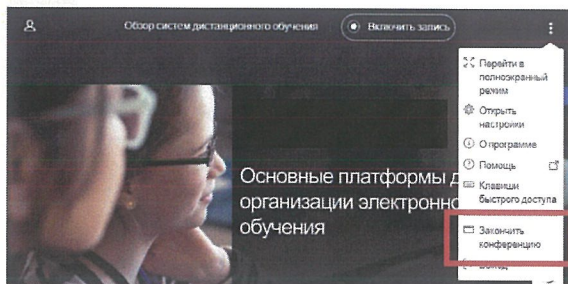 Обзор систем дистанционного обучения
Включить запись
Перейти в
полноэкранный
режим
Открыть
настройки
О программе
Помощь
Клавиши
быстрого доступа
Закончить
конференцию
Основные платформы д
организации электронно
обучения